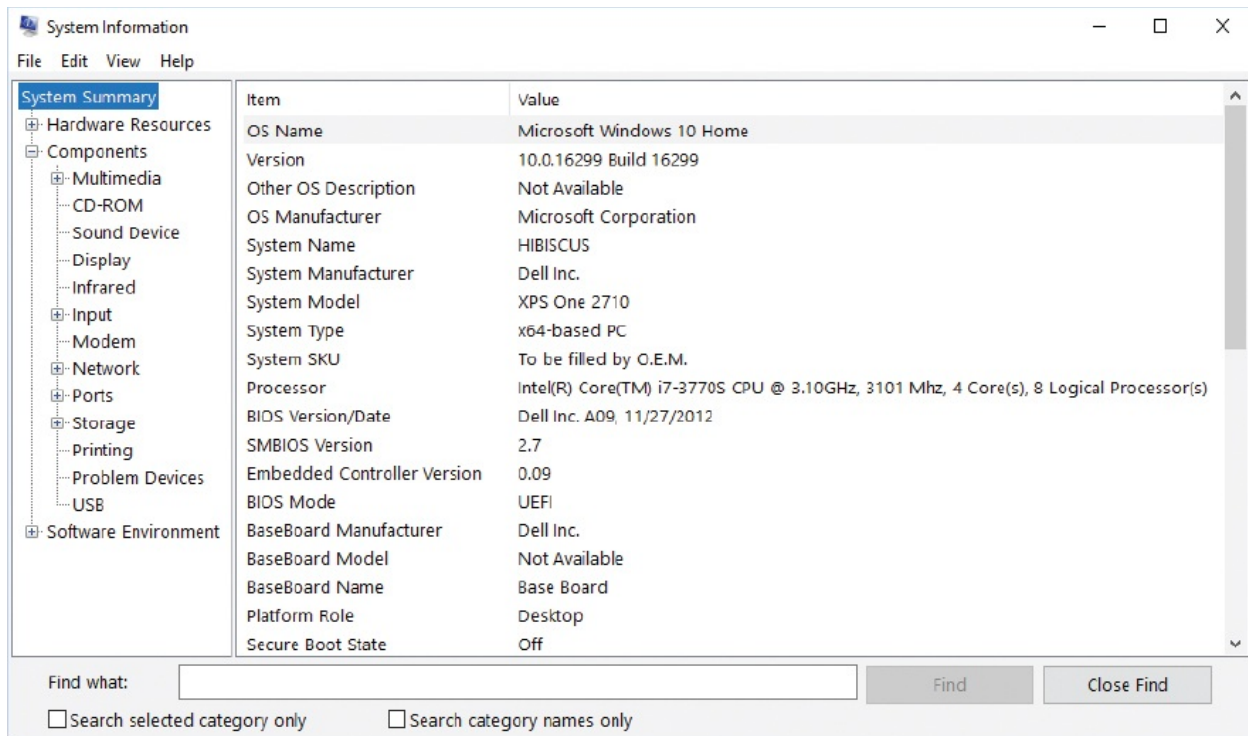 System Information
File Edit View Help
System Summary
Hardware Resources
Components
Multimedia
CD-ROM
Sound Device
Display
Infrared
Input
Modem
Network
Ports
Storage
Printing
Problem Devices
USB
Software Environment
Item Value
OS Name Microsoft Windows 10 Home
Version 10.0.16299 Build 16299
Other OS Description Not Available
OS Manufacturer Microsoft Corporation
System Name HIBISCUS
System Manufacturer Dell Inc.
System Model XPS One 2710
System Type x64-based PC
System SKU To be filled by O.E.M.
Processor Intel(R) Core(TM) i7-3770S CPU @ 3.10GHz, 3101 Mhz, 4 Core(s), 8 Logical Processor(s)
BIOS Version/Date Dell Inc. A09, 11/27/2012
SMBIOS Version 2.7
Embedded Controller Version 0.09
BIOS Mode UEFI
BaseBoard Manufacturer Dell Inc.
BaseBoard Model Not Available
BaseBoard Name Base Board
Platform Role Desktop
Secure Boot State Off
Find what: Find Close Find
Search selected category only Search category names only